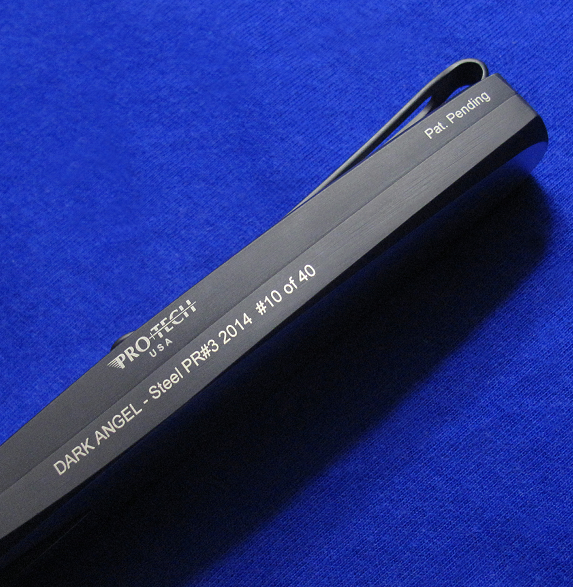 Pat. Pending
PRO-TECH
USA
DARK ANGEL - Steel PR#3 2014 #10 of 40